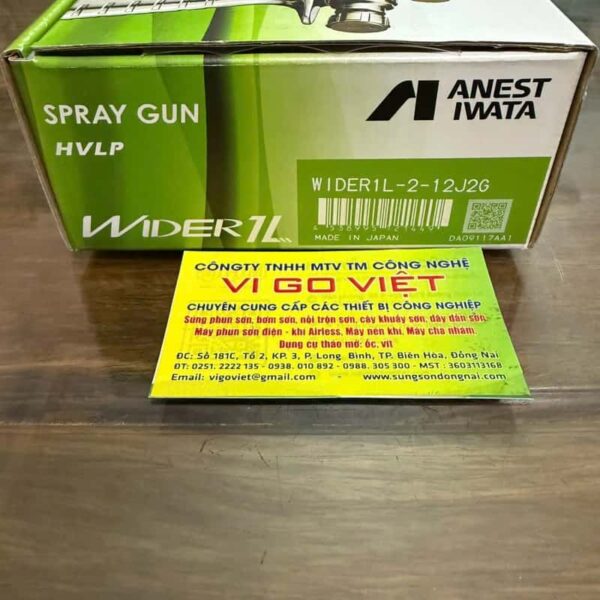 SPRAY GUN
HVLP
ANEST
IWATA
WIDER1L-2-12J2G
MADE IN JAPAN
DA09117AA1
WIDER1L
CÔNGTY TNHH MTV TM CÔNG NGHỆ
VI GO VIỆT
CHUYÊN CUNG CẤP CÁC THIẾT BỊ CÔNG NGHIỆP
Súng phun sơn, bơm sơn, nồi trộn sơn, cây khuấy sơn, dây dẫn sơn,
Máy phun sơn điện - khí Airless, Máy nén khí, Máy chà nhám.
Dụng cụ tháo mở: ốc, vít
ĐC: Số 181C, Tổ 2, KP. 3, P. Long Bình, TP. Biên Hòa, Đồng Nai
ĐT: 0251. 2222 135 - 0938. 010 892 - 0988. 305 300 - MST : 3603113168
Email: vigoviet@gmail.com - www.sungsondongnai.com